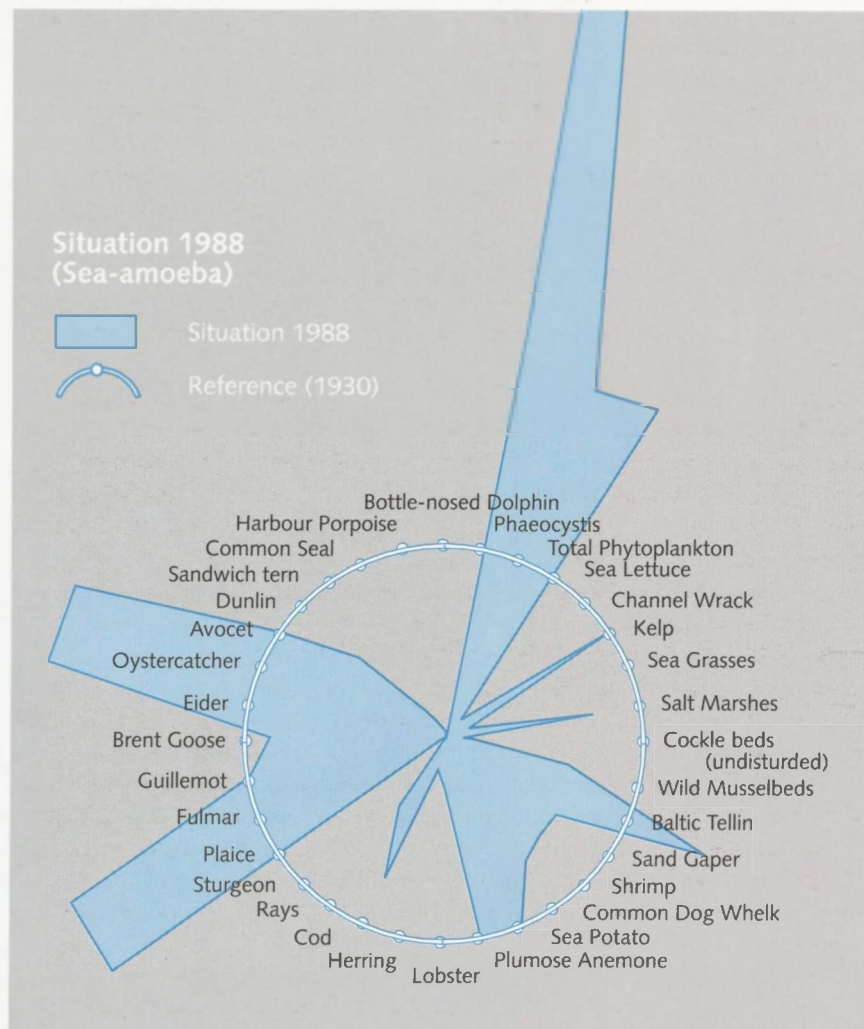 Situation 1988
(Sea-amoeba)
Situation 1988
Reference (1930)
Bottle-nosed Dolphin
Phaeocystis
Total Phytoplankton
Sea Lettuce
Channel Wrack
Kelp
Sea Grasses
Salt Marshes
Cockle beds
(undisturded)
Wild Musselbeds
Baltic Tellin
Sand Gaper
Shrimp
Common Dog Whelk
Sea Potato
Plumose Anemone
Lobster
Herring
Cod
Rays
Sturgeon
Plaice
Fulmar
Guillemot
Brent Goose
Eider
Oystercatcher
Avocet
Dunlin
Sandwich tern
Common Seal
Harbour Porpoise